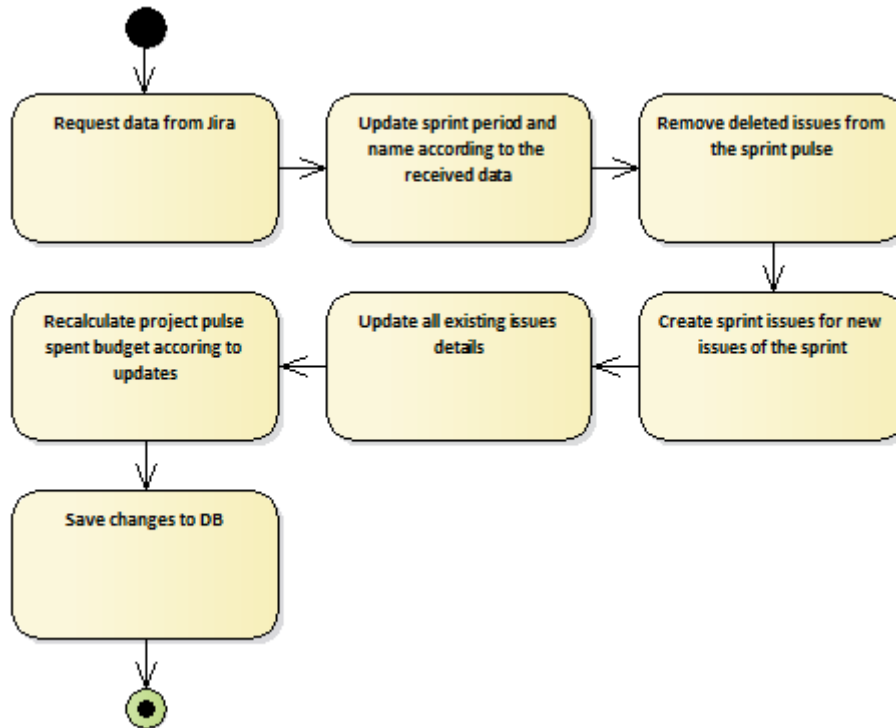 Request data from Jira
Update sprint period and
name according to the
received data
Remove deleted issues from
the sprint pulse
Create sprint issues for new
issues of the sprint
Update all existing issues
details
Recalculate project pulse
spent budget accoring to
updates
Save changes to DB